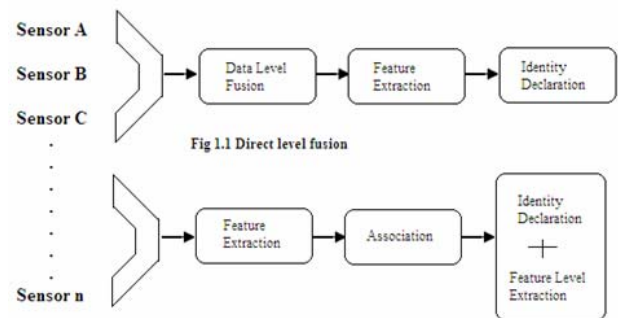 Sensor A
Sensor B
Sensor C
Sensor n
Data Level
Fusion
Feature
Extraction
Identity
Declaration
Fig 1.1 Direct level fusion
Feature
Extraction
Association
Identity
Declaration
+
Feature Level
Extraction